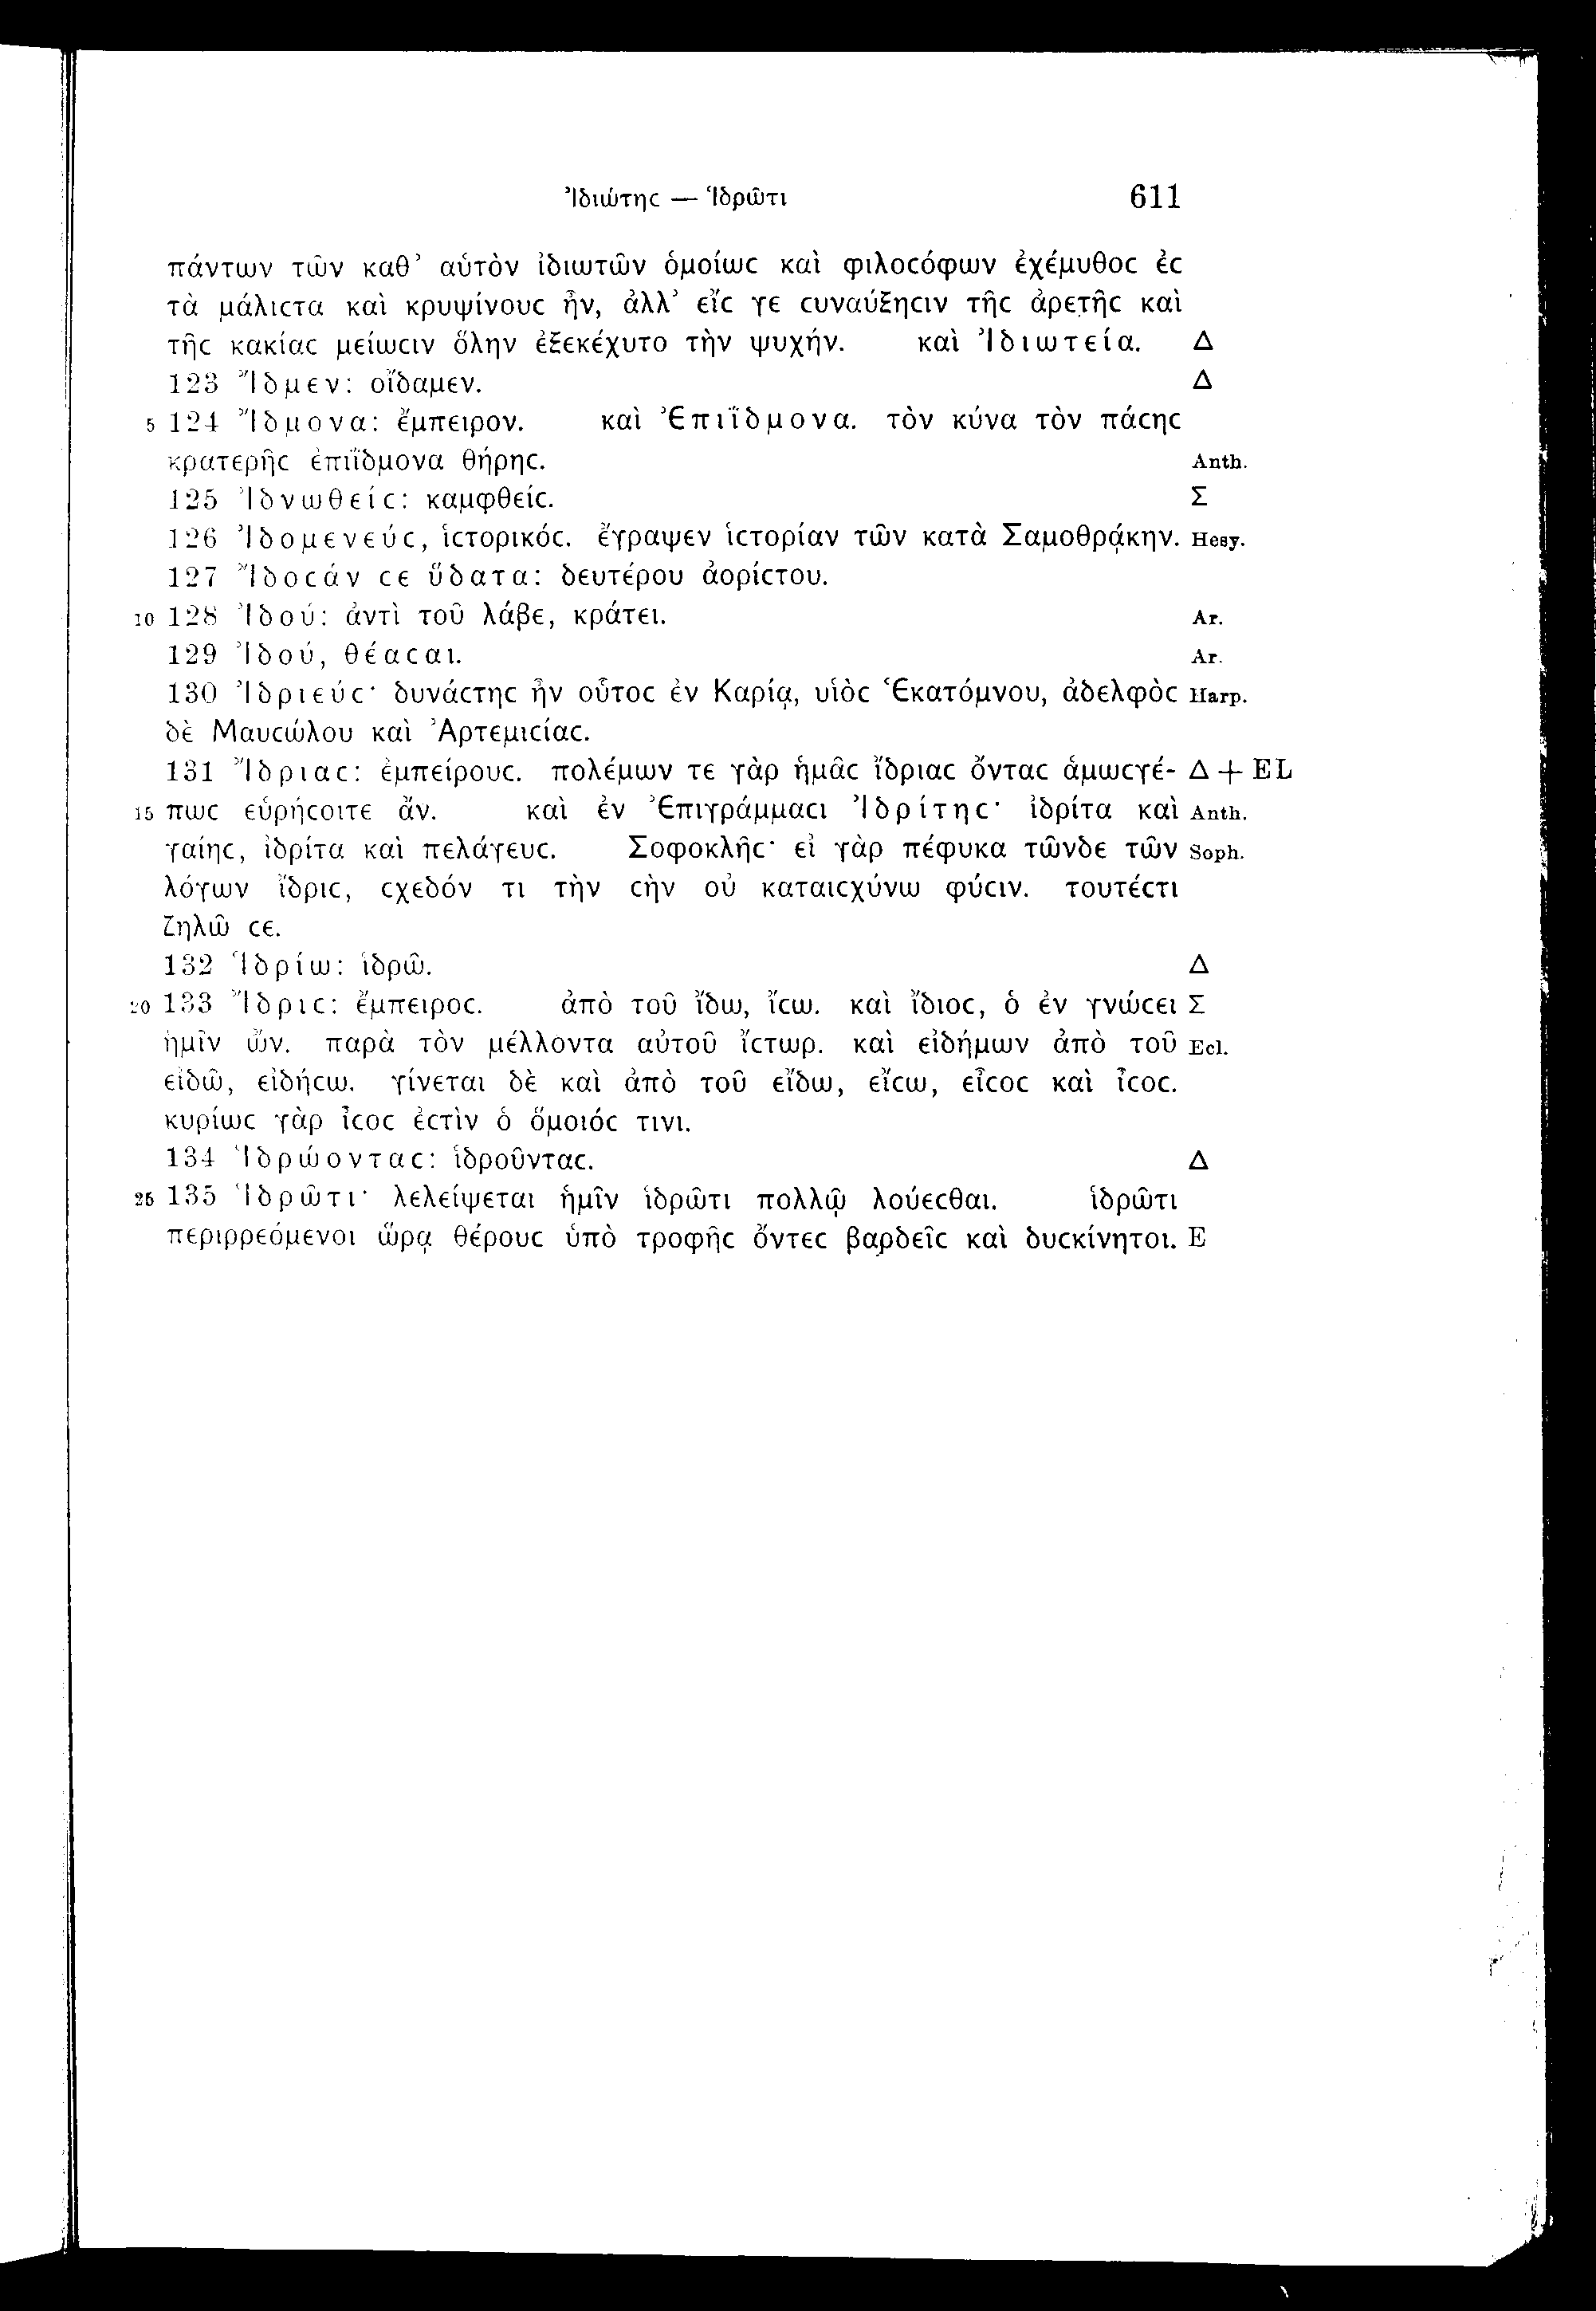 Ἰδιώτηϲ — Ἱδρῶτι 611
πάντων τῶν καθ’ αὑτὸν ἰδιωτῶν ὁμοίωϲ καὶ φιλοϲόφων ἐχέμυθοϲ ἐϲ
τὰ μάλιϲτα καὶ κρυψίνουϲ ἦν, ἀλλ’ εἴϲ γε ϲυναύξηϲιν τῆϲ ἀρετῆϲ καὶ
τῆϲ κακίαϲ μείωϲιν ὅλην ἐξεκέχυτο τὴν ψυχήν. καὶ Ἰδιωτεία. Δ
123 Ἴδμεν: οἴδαμεν. Δ
5 124 Ἴδμονα: ἔμπειρον. καὶ Ἐπιΐδμονα. τὸν κύνα τὸν πάϲηϲ
κρατερῆϲ ἐπιΐδμονα θήρηϲ. Anth.
125 Ἰδνωθείϲ: καμφθείϲ. Σ
126 Ἰδομενεύϲ, ἱϲτορικόϲ. ἔγραψεν ἱϲτορίαν τῶν κατὰ Σαμοθρᾴκην. Hesy.
127 Ἴδοϲάν ϲε ὕδατα: δευτέρου ἀορίϲτου.
10 128 Ἰδού: ἀντὶ τοῦ λάβε, κράτει. Ar.
129 Ἰδού, θέαϲαι. Ar.
130 Ἰδριεύϲ· δυνάϲτηϲ ἦν οὗτοϲ ἐν Καρίᾳ, υἱὸϲ Ἑκατόμνου, ἀδελφὸϲ Harp.
δὲ Μαυϲώλου καὶ Ἀρτεμιϲίαϲ.
131 Ἴδριαϲ: ἐμπείρουϲ. πολέμων τε γὰρ ἡμᾶϲ ἴδριαϲ ὄνταϲ ἁμωϲγέ- Δ + EL
15 πωϲ εὑρήϲοιτε ἄν. καὶ ἐν Ἐπιγράμμαϲι Ἰδρίτηϲ· ἰδρίτα καὶ Anth.
γαίηϲ, ἰδρίτα καὶ πελάγευϲ. Σοφοκλῆϲ· εἰ γὰρ πέφυκα τῶνδε τῶν Soph.
λόγων ἴδριϲ, ϲχεδόν τι τὴν ϲὴν οὐ καταιϲχύνω φύϲιν. τουτέϲτι
ζηλῶ ϲε.
132 Ἱδρίω: ἱδρῶ. Δ
20 133 Ἴδριϲ: ἔμπειροϲ. ἀπὸ τοῦ ἴδω, ἴϲω. καὶ ἴδιοϲ, ὁ ἐν γνώϲει Σ
ἡμῖν ὤν. παρὰ τὸν μέλλοντα αὐτοῦ ἴϲτωρ. καὶ εἰδήμων ἀπὸ τοῦ Ecl.
εἰδῶ, εἰδήϲω. γίνεται δὲ καὶ ἀπὸ τοῦ εἴδω, εἴϲω, εἶϲοϲ καὶ ἶϲοϲ.
κυρίωϲ γὰρ ἶϲοϲ ἐϲτὶν ὁ ὅμοιόϲ τινι.
134 Ἱδρώονταϲ: ἱδροῦνταϲ. Δ
25 135 Ἱδρῶτι· λελείψεται ἡμῖν ἱδρῶτι πολλῷ λούεϲθαι. ἱδρῶτι
περιρρεόμενοι ὥρᾳ θέρουϲ ὑπὸ τροφῆϲ ὄντεϲ βαρδεῖϲ καὶ δυϲκίνητοι. E